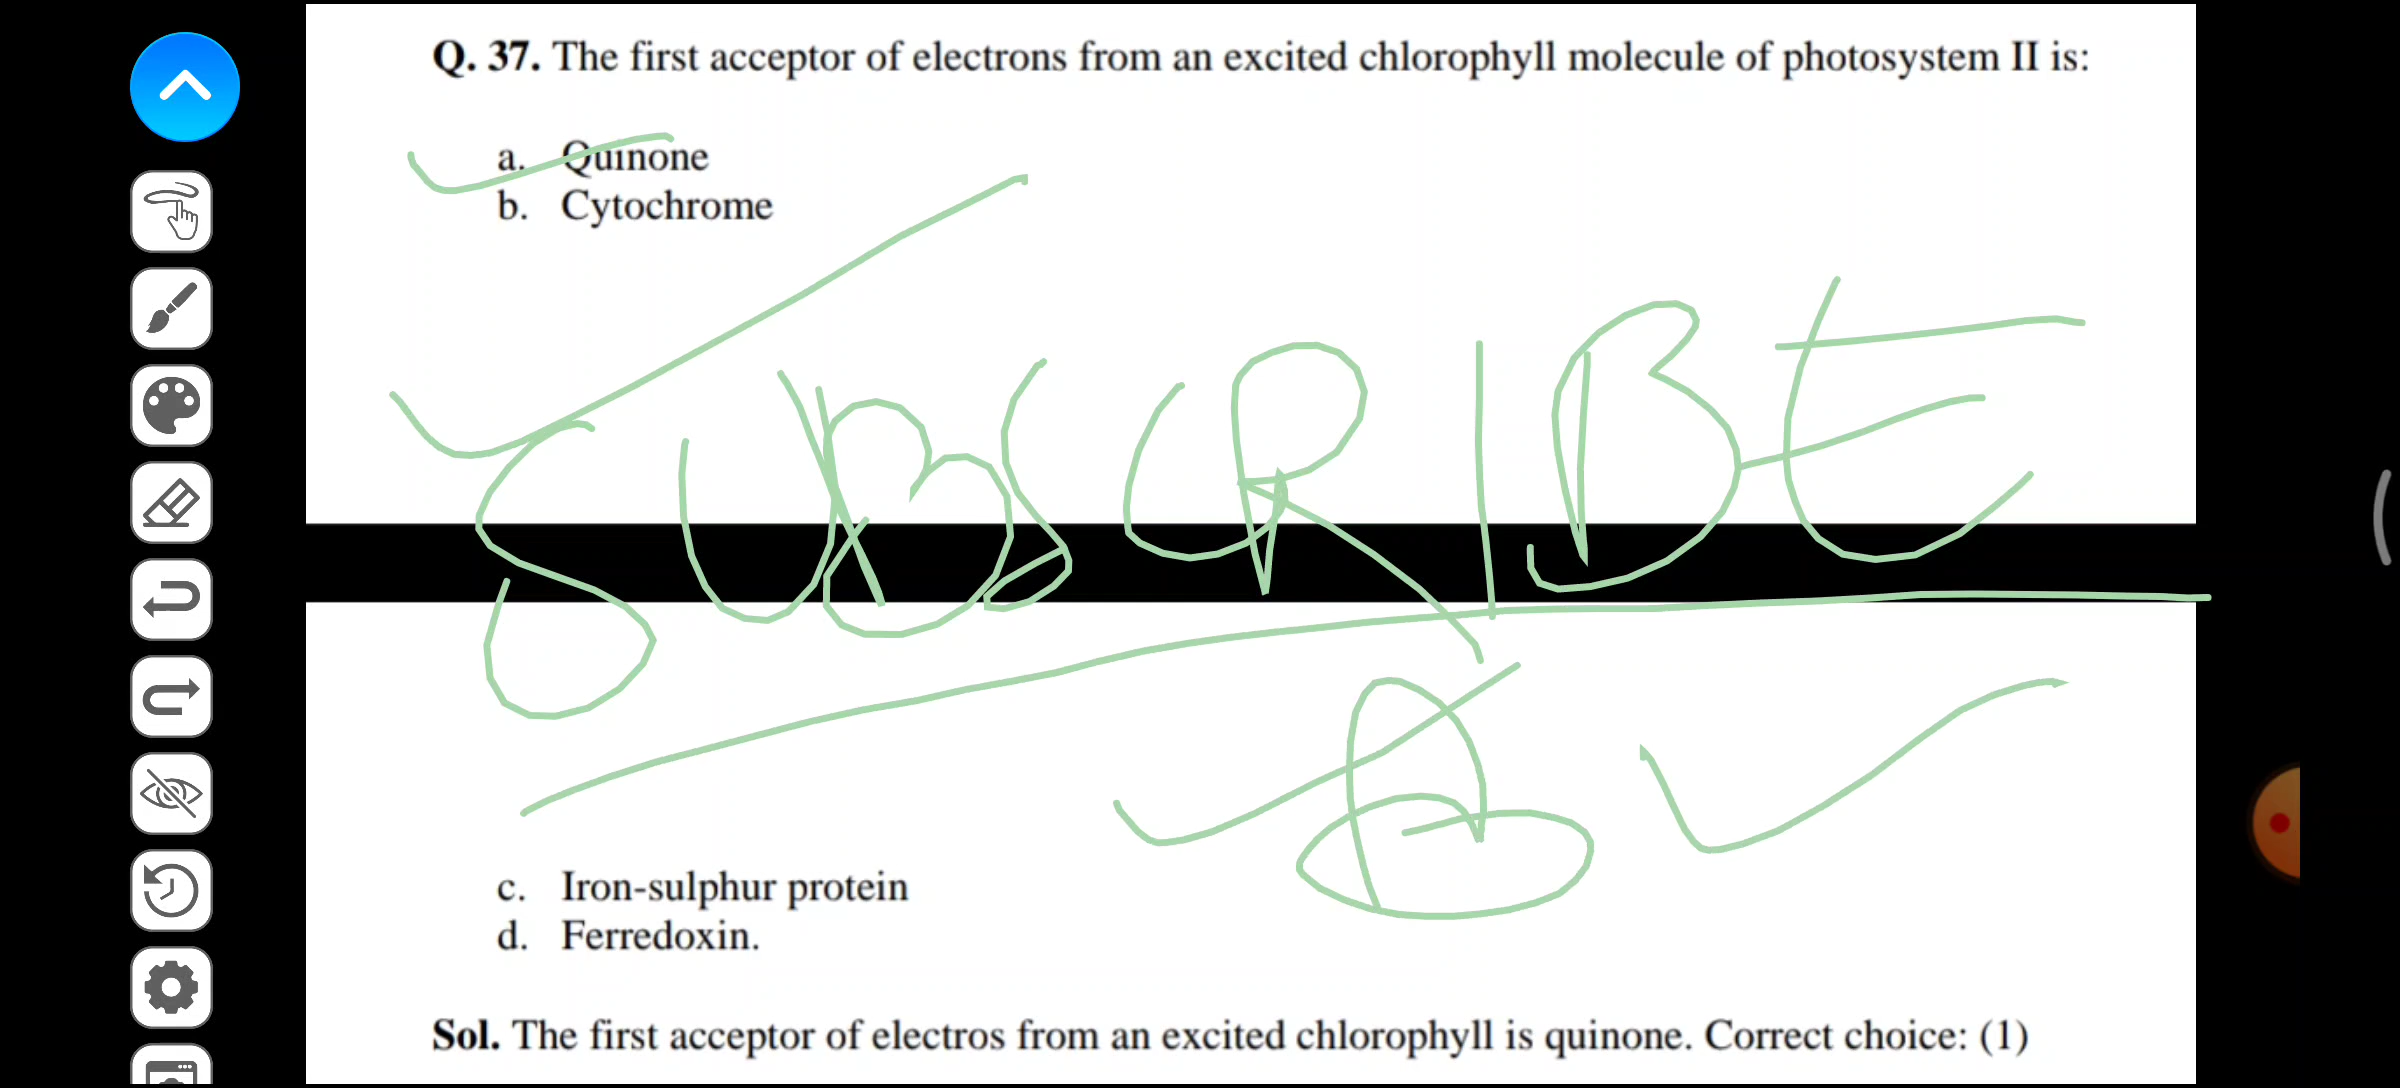 Q. 37. The first acceptor of electrons from an excited chlorophyll molecule of photosystem II is:
a. Quinone
b. Cytochrome
SUBSCRIBE
c. Iron-sulphur protein
d. Ferredoxin.
Sol. The first acceptor of electros from an excited chlorophyll is quinone. Correct choice: (1)